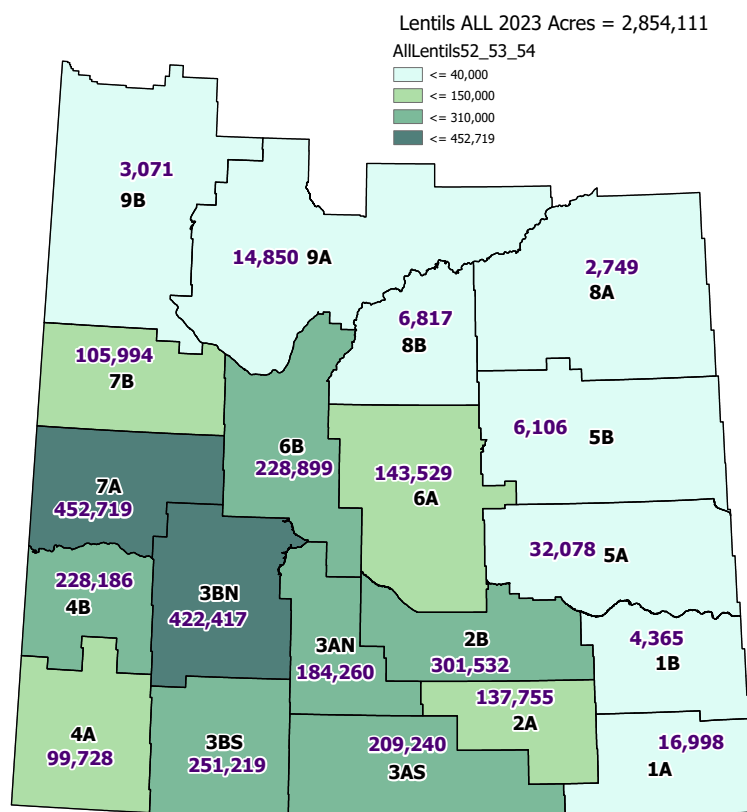 Lentils ALL 2023 Acres = 2,854,111
AllLentils52_53_54
<= 40,000
<= 150,000
<= 310,000
<= 452,719
3,071
9B
14,850 9A
2,749
8A
6,817
8B
105,994
7B
6,106 5B
6B
228,899
143,529
6A
7A
452,719
32,078 5A
228,186
4B
3BN
422,417
3AN
184,260
2B
301,532
4,365
1B
137,755
2A
4A
99,728
3BS
251,219
209,240
3AS
16,998
1A